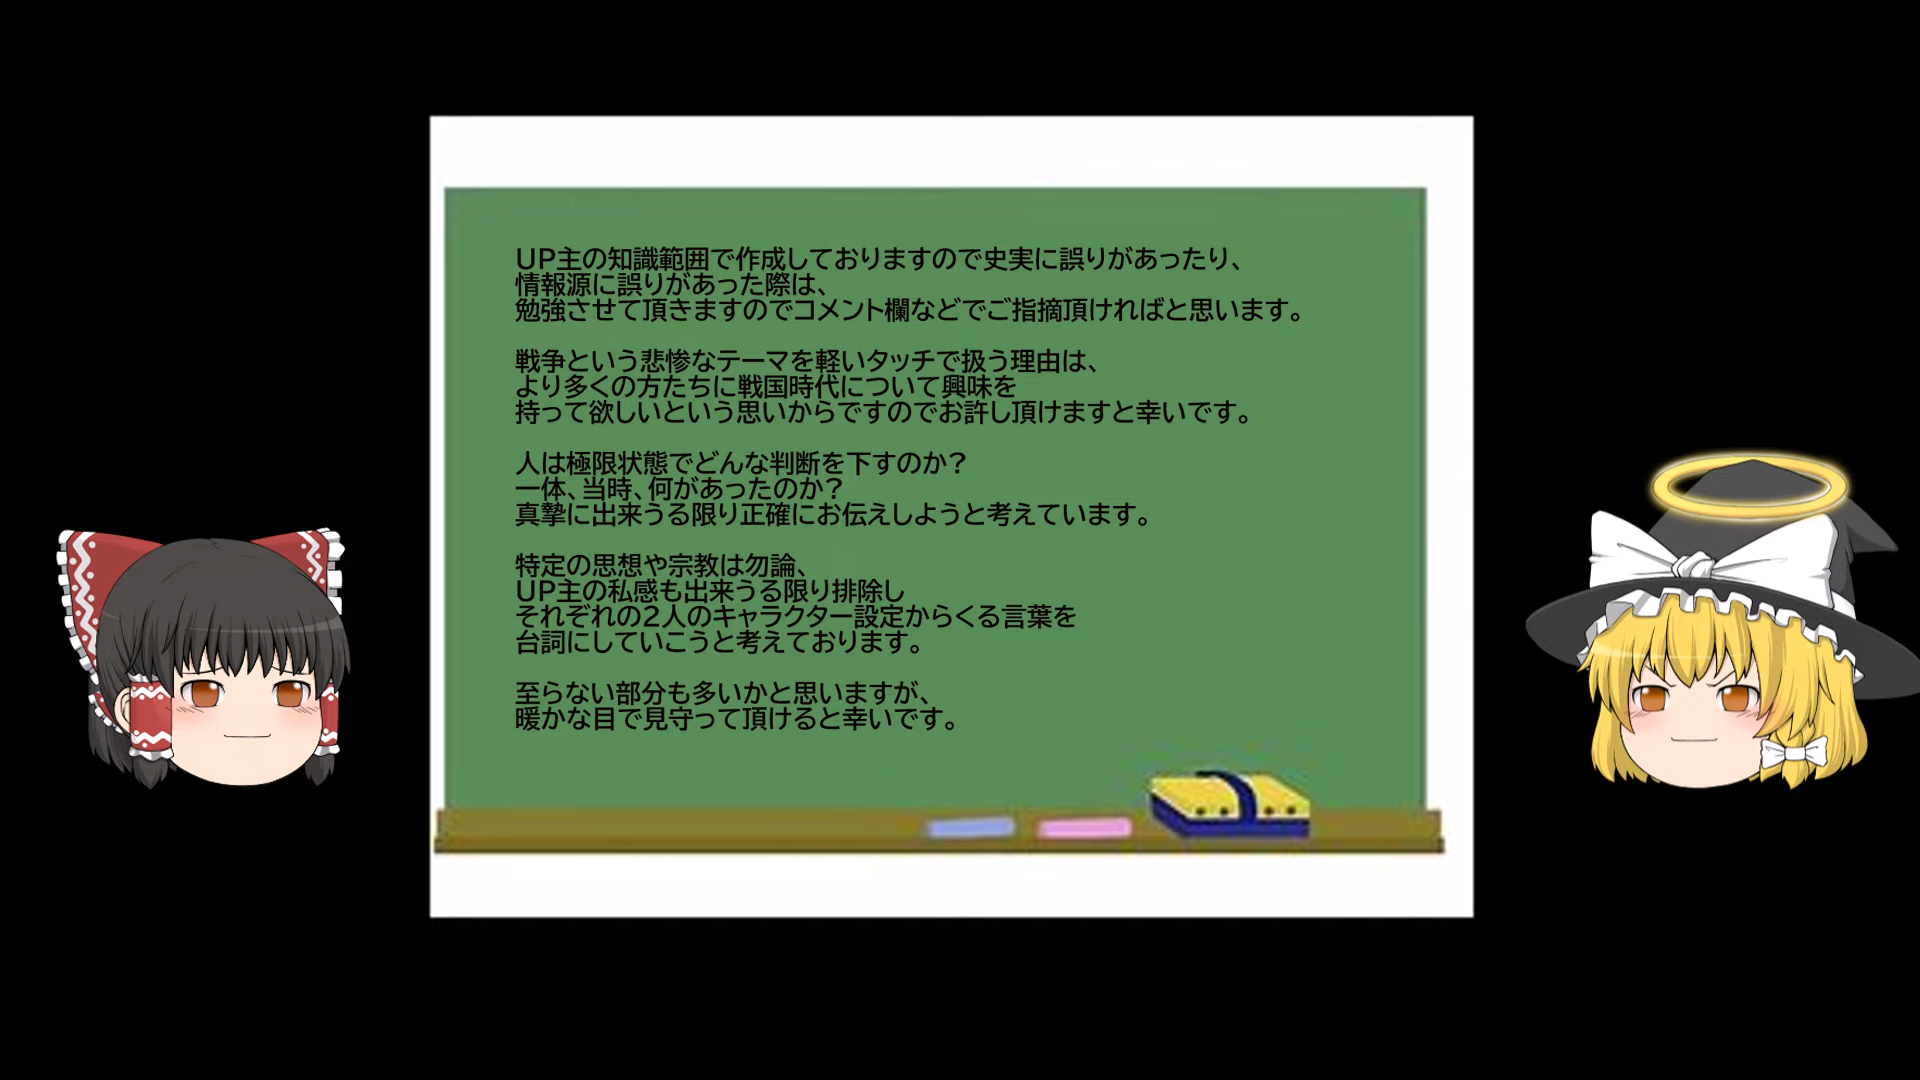 UP主の知識範囲で作成しておりますので史実に誤りがあったり、
情報源に誤りがあった際は、
勉強させて頂きますのでコメント欄などでご指摘頂ければと思います。
戦争という悲惨なテーマを軽いタッチで扱う理由は、
より多くの方たちに戦国時代について興味を
持って欲しいという思いからですのでお許し頂けますと幸いです。
人は極限状態でどんな判断を下すのか?
一体、当時、何があったのか?
真摯に出来うる限り正確にお伝えしようと考えています。
特定の思想や宗教は勿論、
UP主の私感も出来うる限り排除し
それぞれの2人のキャラクター設定からくる言葉を
台詞にしていこうと考えております。
至らない部分も多いかと思いますが、
暖かな目で見守って頂けると幸いです。